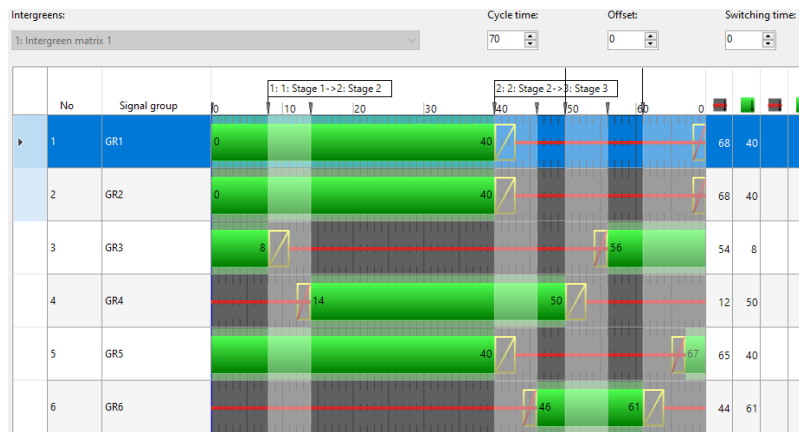 Intergreens: Cycle time: Offset: Switching time:
1: Intergreen matrix 1 70 0 0
1: 1: Stage 1->2: Stage 2 2: 2: Stage 2->3: Stage 3
No Signal group 0 10 20 30 40 50 60 0
1 GR1 0 40 68 40
2 GR2 0 40 68 40
3 GR3 8 56 54 8
4 GR4 14 50 12 50
5 GR5 40 67 65 40
6 GR6 46 61 44 61